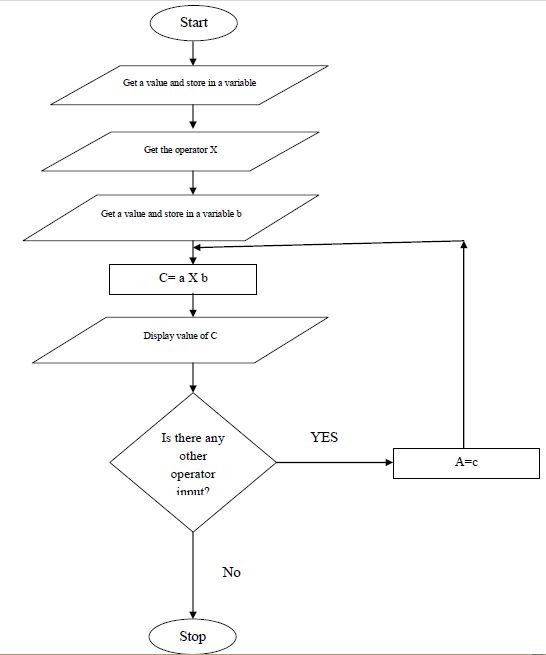 Start
Get a value and store in a variable
Get the operator X
Get a value and store in a variable b
C= a X b
Display value of C
Is there any
other
operator
input?
YES
A=c
No
Stop